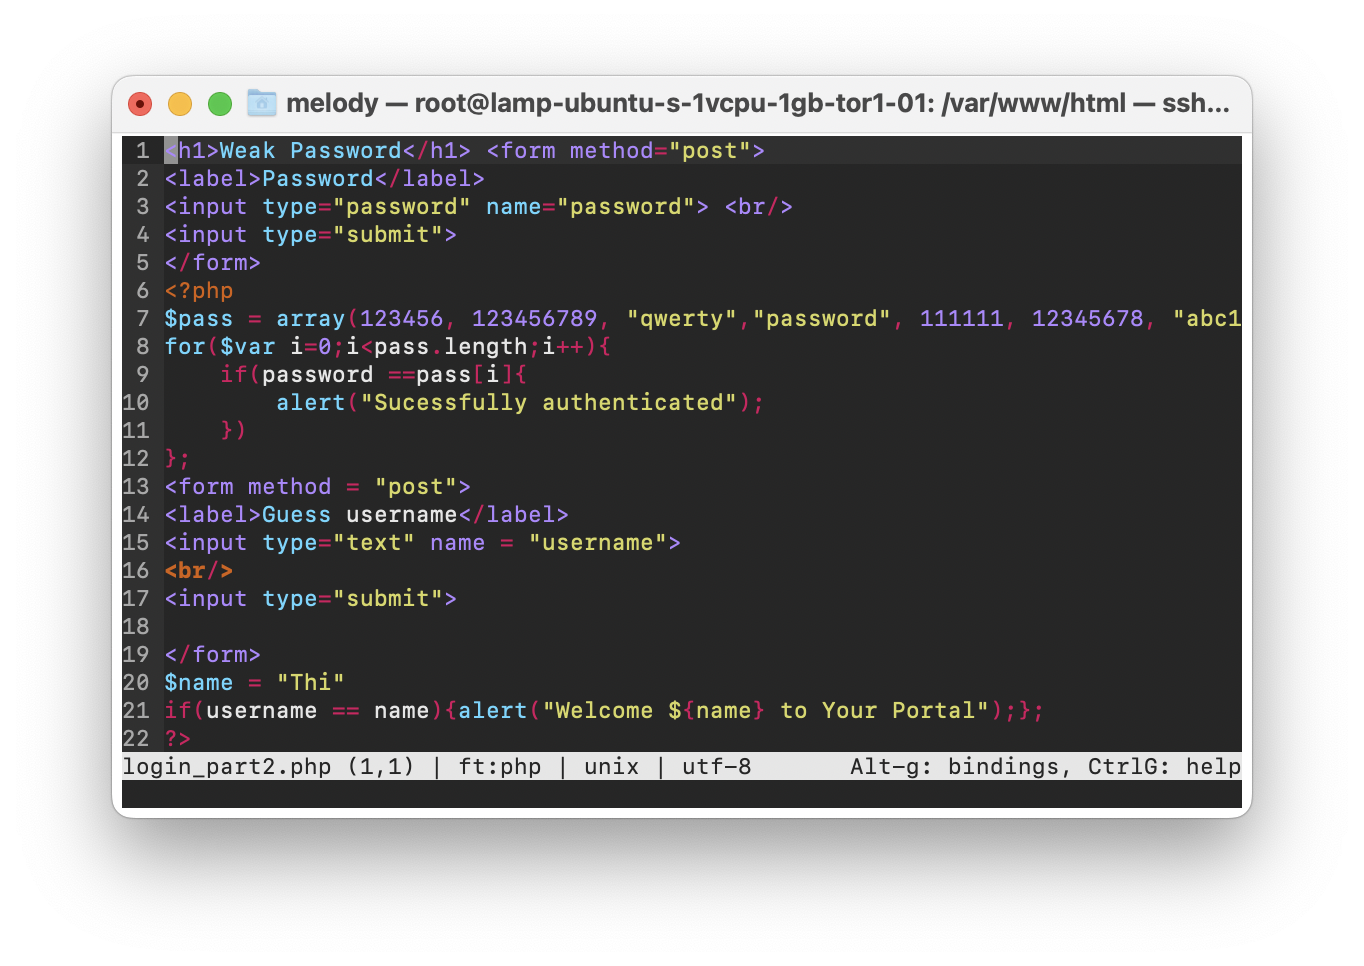 melody — root@lamp-ubuntu-s-1vcpu-1gb-tor1-01: /var/www/html — ssh...
1 <h1>Weak Password</h1> <form method="post">
2 <label>Password</label>
3 <input type="password" name="password"> <br/>
4 <input type="submit">
5 </form>
6 <?php
7 $pass = array(123456, 123456789, "qwerty","password", 111111, 12345678, "abc1
8 for($var i=0;i<pass.length;i++){
9     if(password ==pass[i]{
10         alert("Sucessfully authenticated");
11     })
12 };
13 <form method = "post">
14 <label>Guess username</label>
15 <input type="text" name = "username">
16 <br/>
17 <input type="submit">
18
19 </form>
20 $name = "Thi"
21 if(username == name){alert("Welcome ${name} to Your Portal");};
22 ?>
login_part2.php (1,1) | ft:php | unix | utf-8 Alt-g: bindings, CtrlG: help